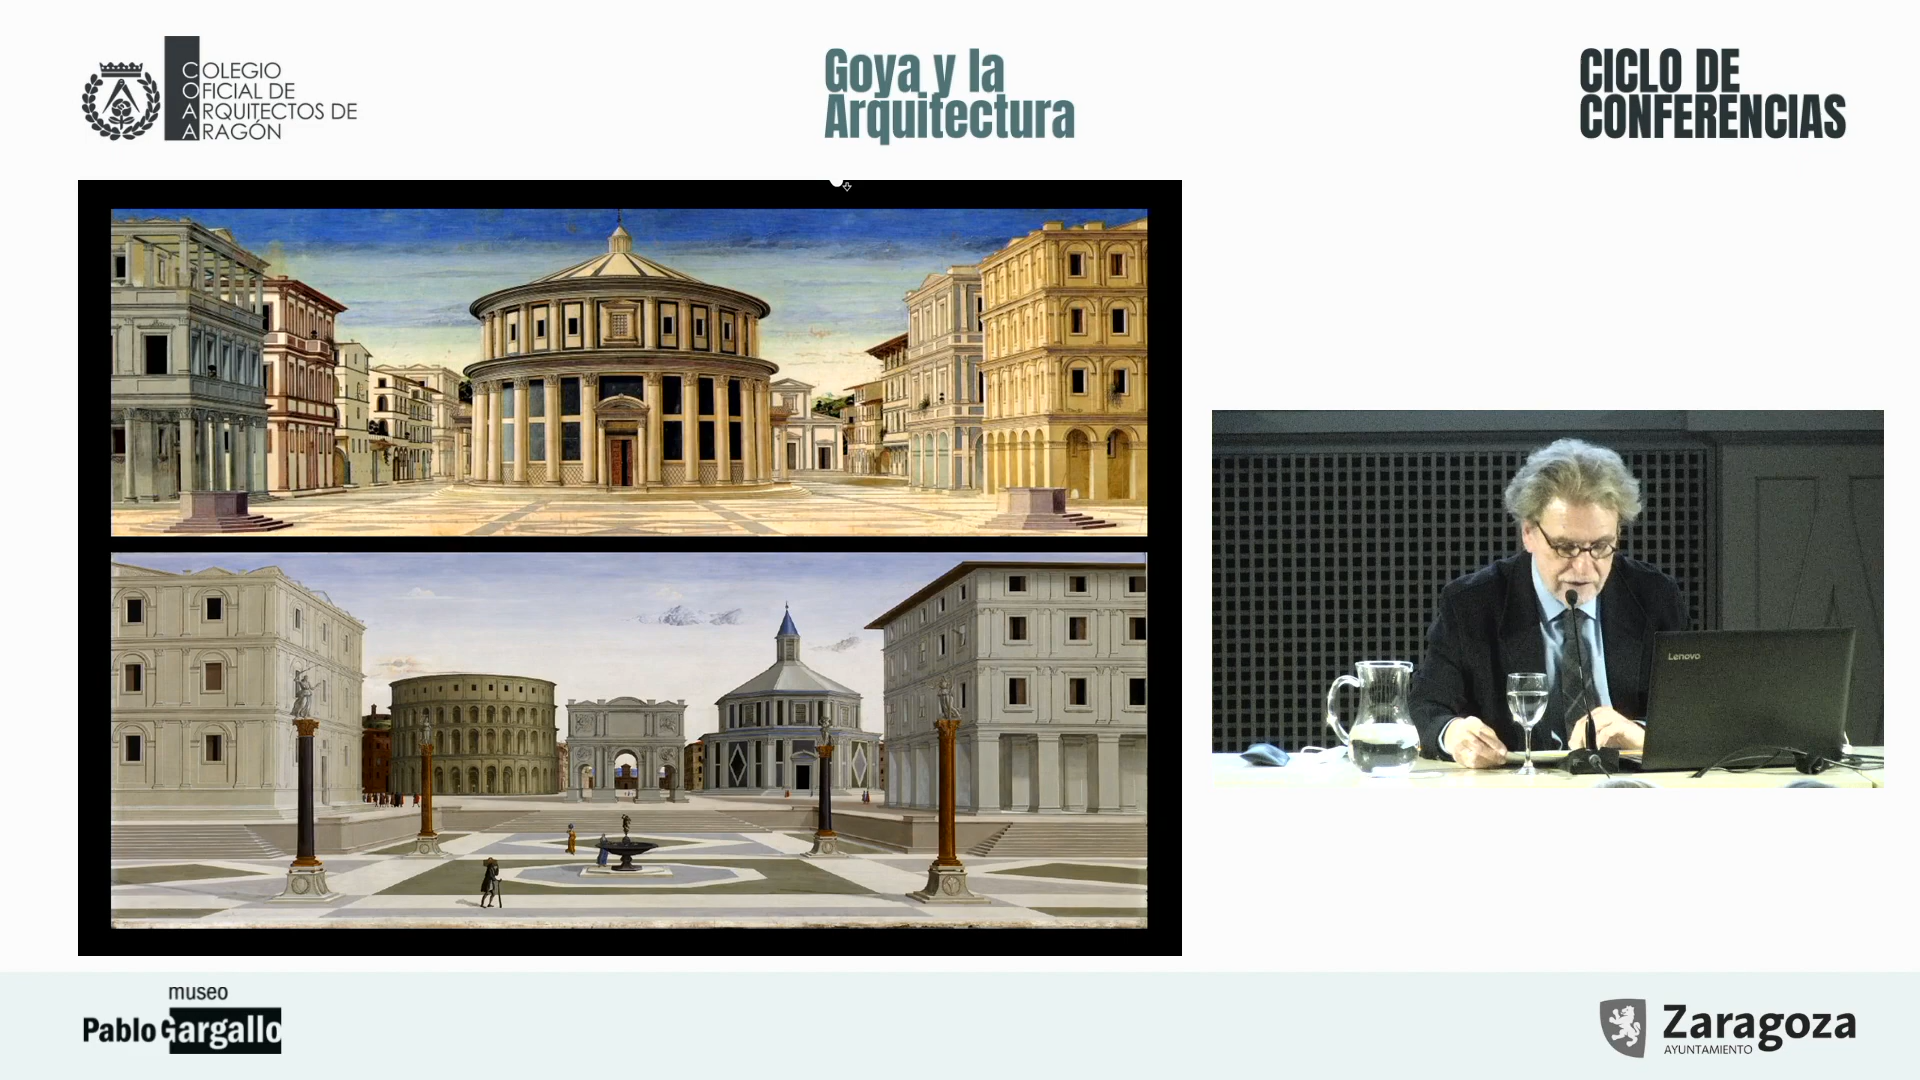 COLEGIO
OFICIAL DE
ARQUITECTOS DE
ARAGÓN
Goya y la
Arquitectura
CICLO DE
CONFERENCIAS
Lenovo
museo
Pablo Gargallo
Zaragoza
AYUNTAMIENTO